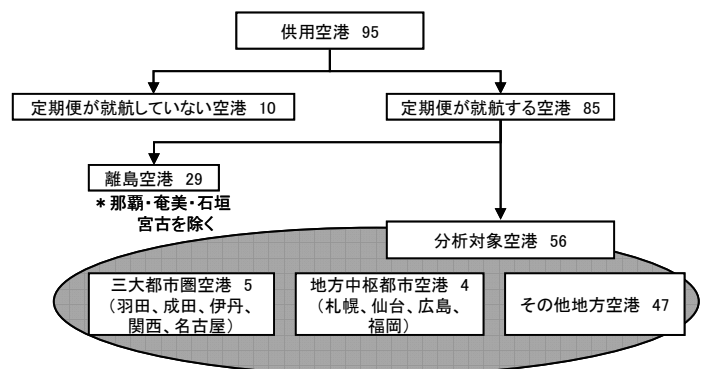 供用空港 95
定期便が就航していない空港 10
定期便が就航する空港 85
離島空港 29
＊那覇・奄美・石垣
宮古を除く
分析対象空港 56
三大都市圏空港 5
（羽田、成田、伊丹、
関西、名古屋）
地方中枢都市空港 4
（札幌、仙台、広島、
福岡）
その他地方空港 47